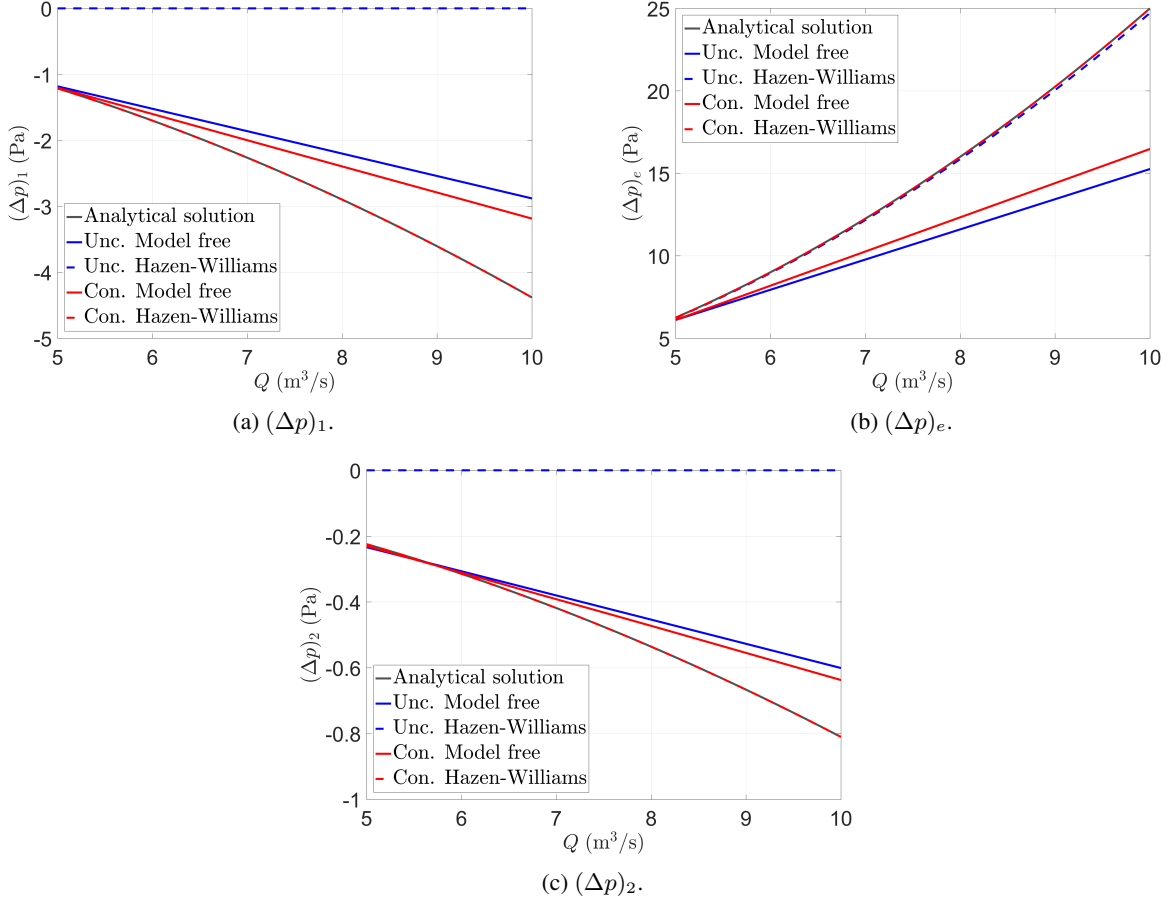 0
-1
-2
-3
-4
-5
(Δp)₁ (Pa)
Analytical solution
Unc. Model free
Unc. Hazen-Williams
Con. Model free
Con. Hazen-Williams
5 6 7 8 9 10
Q (m³/s)
(a) (Δp)₁.
25
20
15
10
5
(Δp)ₑ (Pa)
Analytical solution
Unc. Model free
Unc. Hazen-Williams
Con. Model free
Con. Hazen-Williams
5 6 7 8 9 10
Q (m³/s)
(b) (Δp)ₑ.
0
-0.2
-0.4
-0.6
-0.8
-1
(Δp)₂ (Pa)
Analytical solution
Unc. Model free
Unc. Hazen-Williams
Con. Model free
Con. Hazen-Williams
5 6 7 8 9 10
Q (m³/s)
(c) (Δp)₂.